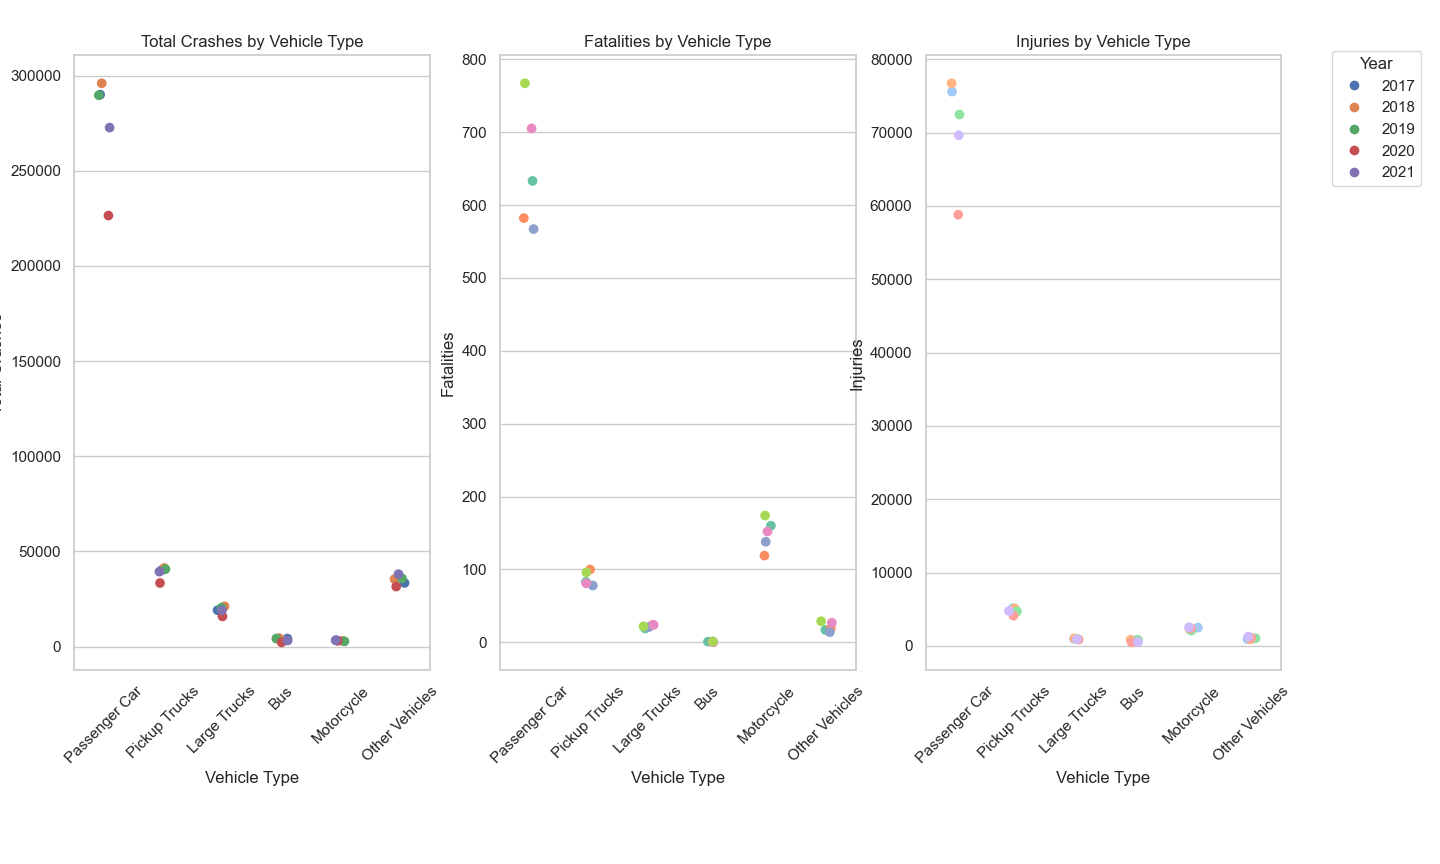 Total Crashes by Vehicle Type
300000
250000
200000
150000
100000
50000
0
Passenger Car
Pickup Trucks
Large Trucks
Bus
Motorcycle
Other Vehicles
Vehicle Type
Fatalities by Vehicle Type
Fatalities
800
700
600
500
400
300
200
100
0
Passenger Car
Pickup Trucks
Large Trucks
Bus
Motorcycle
Other Vehicles
Vehicle Type
Injuries by Vehicle Type
Injuries
80000
70000
60000
50000
40000
30000
20000
10000
0
Passenger Car
Pickup Trucks
Large Trucks
Bus
Motorcycle
Other Vehicles
Vehicle Type
Year
2017
2018
2019
2020
2021